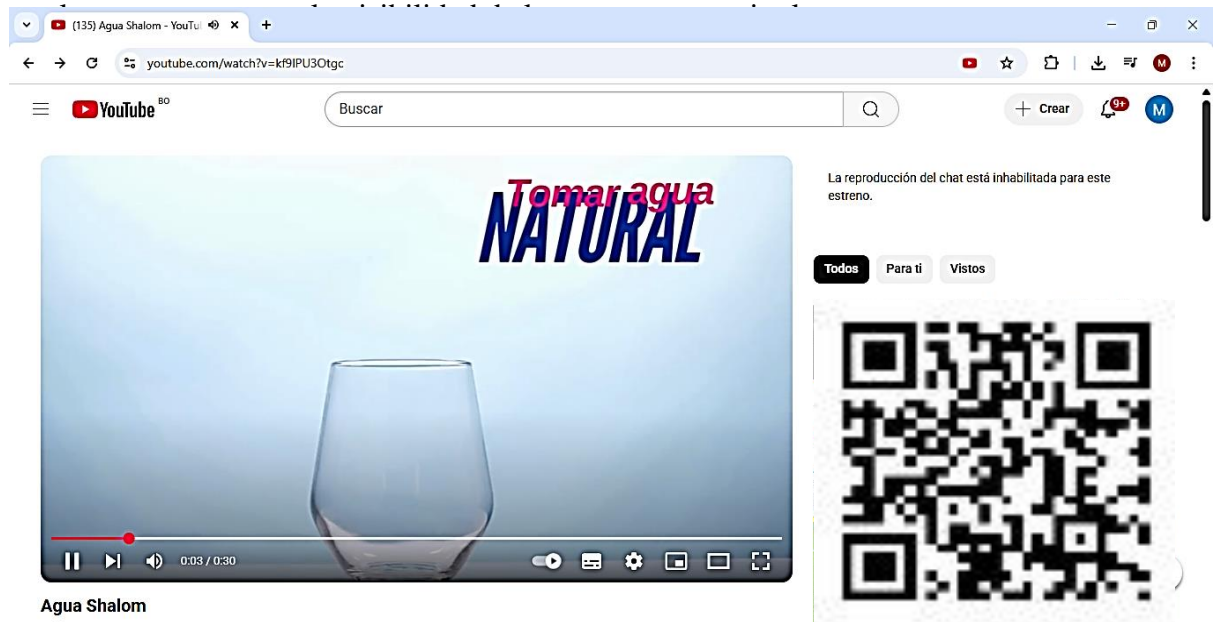 (135) Agua Shalom - YouTu
youtube.com/watch?v=kf9IPU3Otgc
M
YouTube BO
Buscar
Crear
9+
M
Tomar agua
NATURAL
La reproducción del chat está inhabilitada para este
estreno.
Todos
Para ti
Vistos
0:03 / 0:30
Agua Shalom